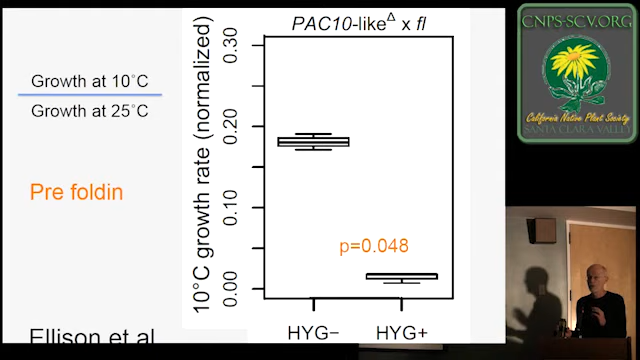 PAC10-like^Δ x fl
Growth at 10°C
Growth at 25°C
Pre foldin
Ellison et al
10°C growth rate (normalized)
0.30
0.20
0.10
0.00
p=0.048
HYG−
HYG+
CNPS-SCV.ORG
California Native Plant Society
SANTA CLARA VALLEY